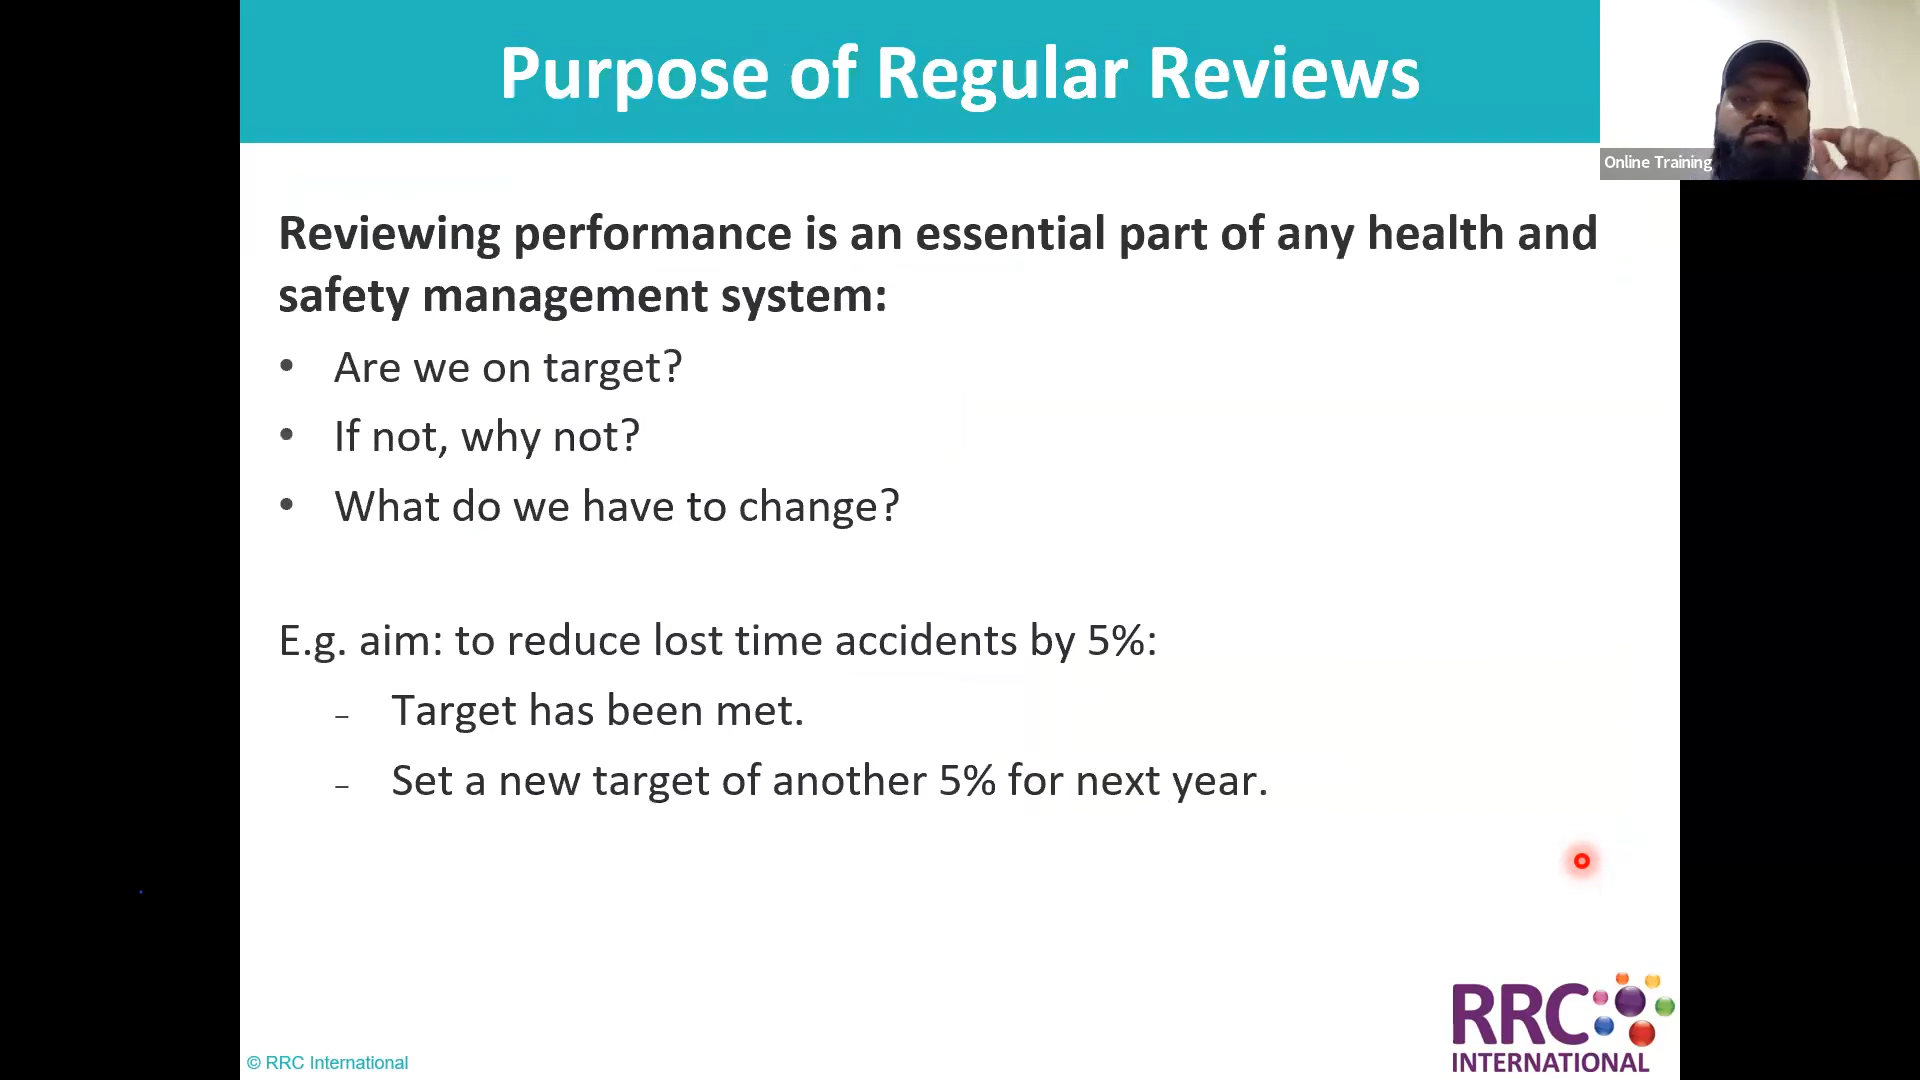 Purpose of Regular Reviews
Online Training
Reviewing performance is an essential part of any health and
safety management system:
• Are we on target?
• If not, why not?
• What do we have to change?
E.g. aim: to reduce lost time accidents by 5%:
– Target has been met.
– Set a new target of another 5% for next year.
RRC
INTERNATIONAL
© RRC International